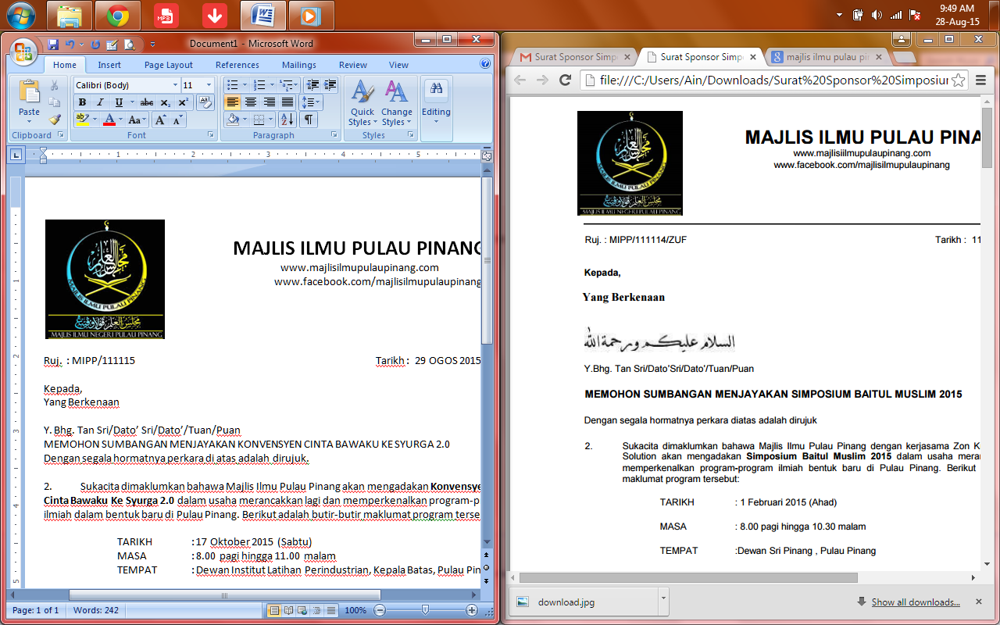 9:49 AM
28-Aug-15
Document1 - Microsoft Word
Home Insert Page Layout References Mailings Review View
Calibri (Body) 11
Paste
Quick Styles
Change Styles
Editing
Clipboard Font Paragraph Styles
1 2 3 4 5
MAJLIS ILMU NEGERI PULAU PINANG
MAJLIS ILMU PULAU PINANG
www.majlisilmupulaupinang.com
www.facebook.com/majlisilmupulaupinang
Ruj. : MIPP/111115 Tarikh : 29 OGOS 2015
Kepada,
Yang Berkenaan
Y. Bhg. Tan Sri/Dato’ Sri/Dato’/Tuan/Puan
MEMOHON SUMBANGAN MENJAYAKAN KONVENSYEN CINTA BAWAKU KE SYURGA 2.0
Dengan segala hormatnya perkara di atas adalah dirujuk.
2. Sukacita dimaklumkan bahawa Majlis Ilmu Pulau Pinang akan mengadakan Konvensye
Cinta Bawaku Ke Syurga 2.0 dalam usaha merancakkan lagi dan memperkenalkan program-p
ilmiah dalam bentuk baru di Pulau Pinang. Berikut adalah butir-butir maklumat program terse
TARIKH : 17 Oktober 2015 (Sabtu)
MASA : 8.00 pagi hingga 11.00 malam
TEMPAT : Dewan Institut Latihan Perindustrian, Kepala Batas, Pulau Pin
Page: 1 of 1 Words: 242 100%
Surat Sponsor Simp Surat Sponsor Simp majlis ilmu pulau pi
file:///C:/Users/Ain/Downloads/Surat%20Sponsor%20Simposiur
MAJLIS ILMU NEGERI PULAU PINANG
MAJLIS ILMU PULAU PINA
www.majlisiilmupulaupinang.com
www.facebook.com/majlisilmupulaupinang
Ruj. : MIPP/111114/ZUF Tarikh : 11
Kepada,
Yang Berkenaan
السلام عليكم ورحمة الله
Y.Bhg. Tan Sri/Dato'Sri/Dato'/Tuan/Puan
MEMOHON SUMBANGAN MENJAYAKAN SIMPOSIUM BAITUL MUSLIM 2015
Dengan segala hormatnya perkara diatas adalah dirujuk
2. Sukacita dimaklumkan bahawa Majlis Ilmu Pulau Pinang dengan kerjasama Zon K
Solution akan mengadakan Simposium Baitul Muslim 2015 dalam usaha meran
memperkenalkan program-program ilmiah bentuk baru di Pulau Pinang. Berikut
maklumat program tersebut:
TARIKH : 1 Februari 2015 (Ahad)
MASA : 8.00 pagi hingga 10.30 malam
TEMPAT :Dewan Sri Pinang , Pulau Pinang
download.jpg
Show all downloads...